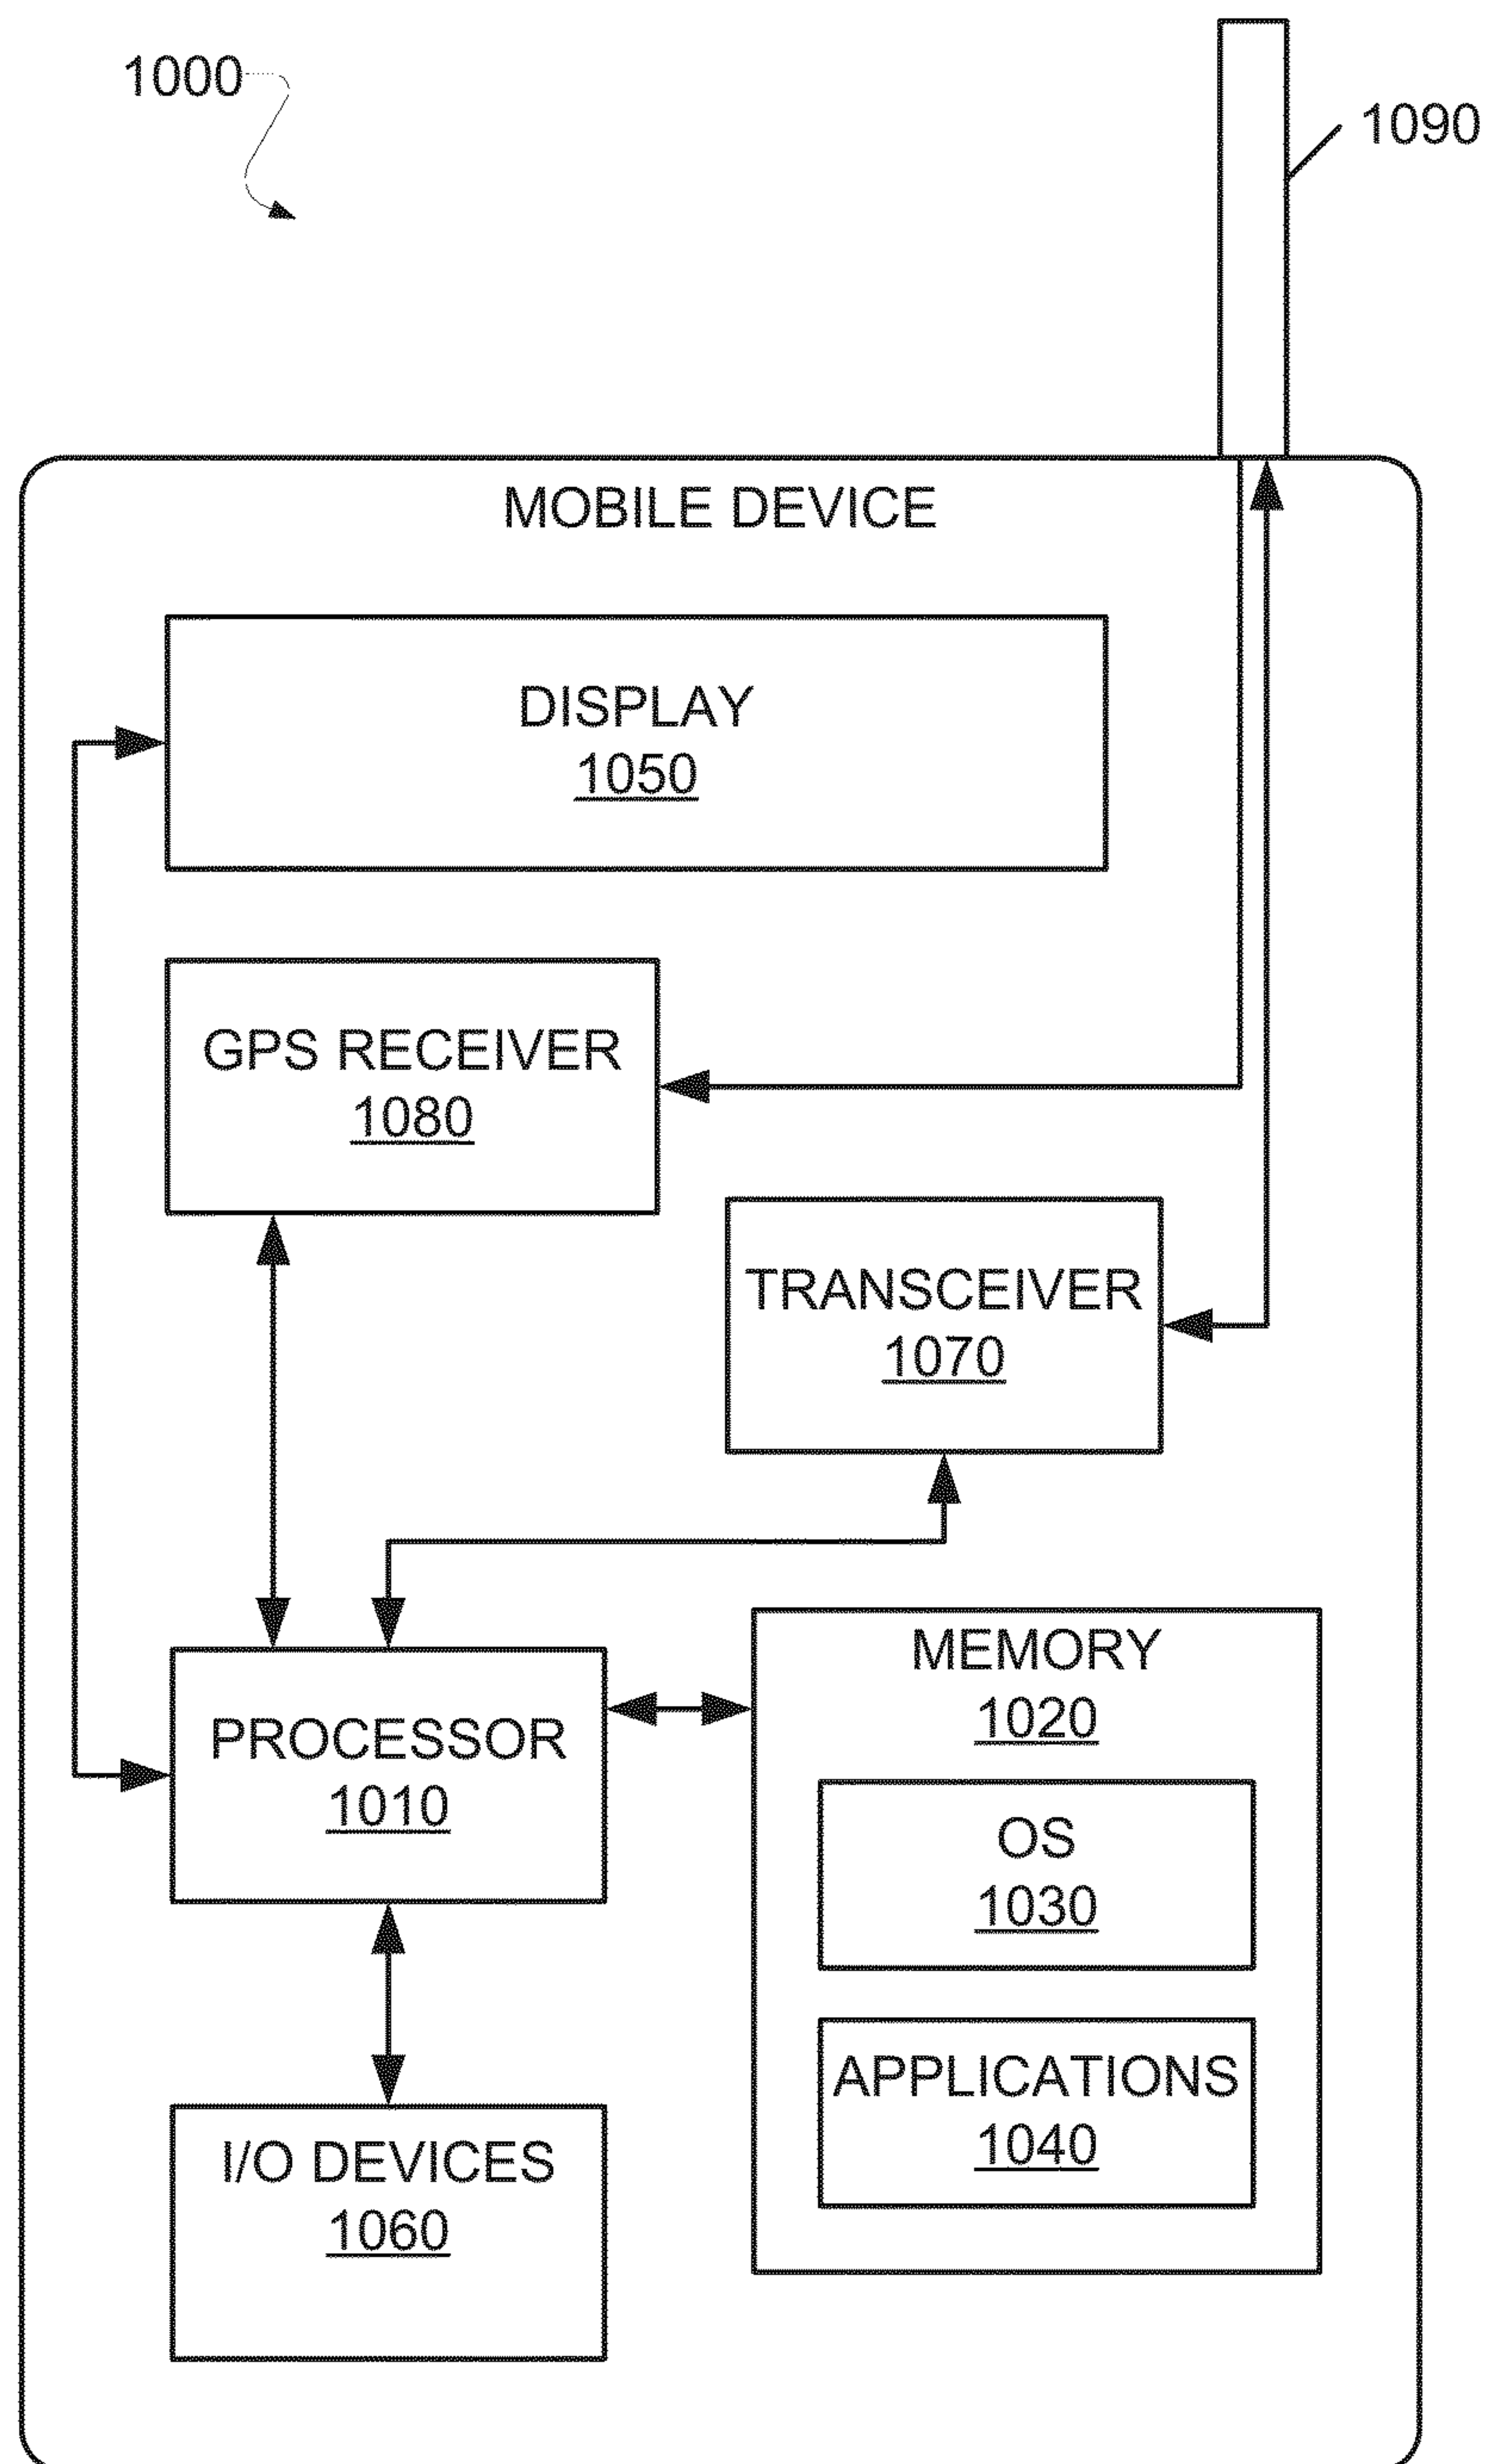 1000
1090
MOBILE DEVICE
DISPLAY
1050
GPS RECEIVER
1080
TRANSCEIVER
1070
PROCESSOR
1010
MEMORY
1020
OS
1030
APPLICATIONS
1040
I/O DEVICES
1060